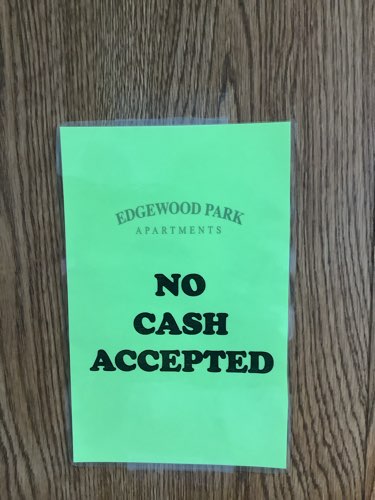 EDGEWOOD PARK
APARTMENTS
NO
CASH
ACCEPTED